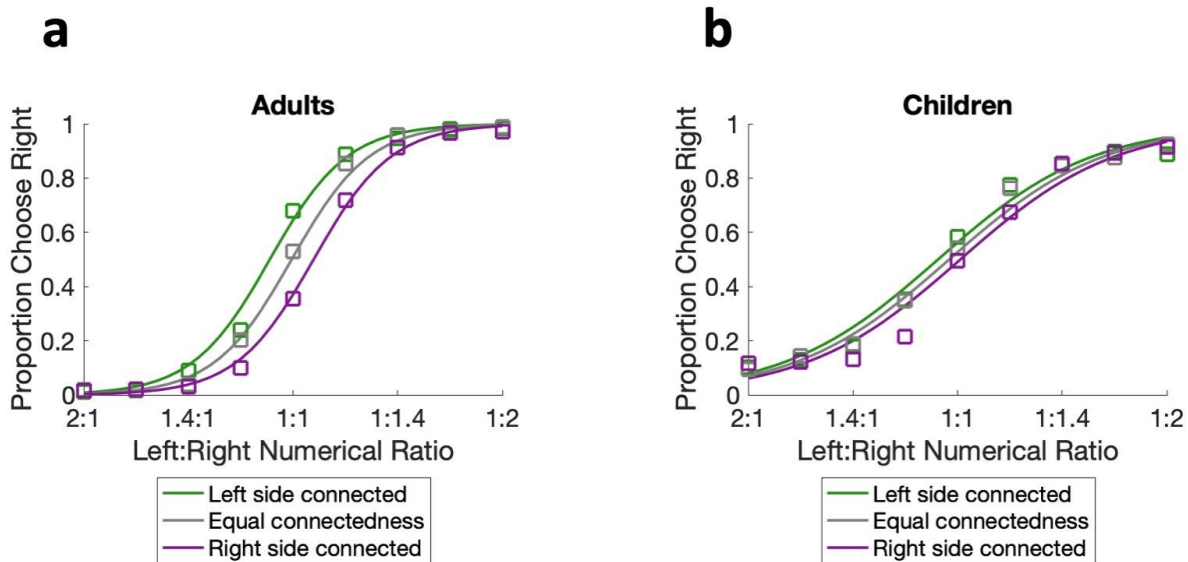 a
Adults
Proportion Choose Right
1
0.8
0.6
0.4
0.2
0
2:1 1.4:1 1:1 1:1.4 1:2
Left:Right Numerical Ratio
Left side connected
Equal connectedness
Right side connected
b
Children
Proportion Choose Right
1
0.8
0.6
0.4
0.2
0
2:1 1.4:1 1:1 1:1.4 1:2
Left:Right Numerical Ratio
Left side connected
Equal connectedness
Right side connected